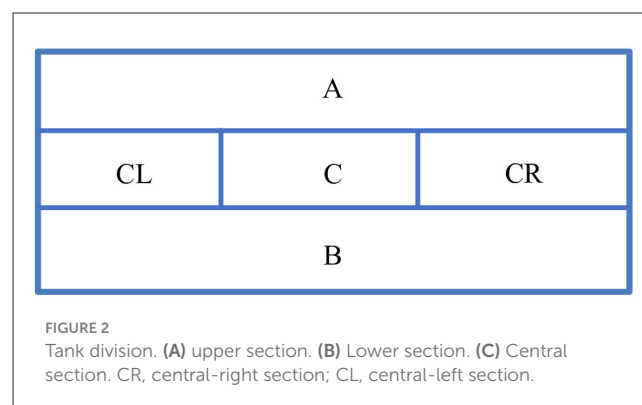 A
CL C CR
B
FIGURE 2
Tank division. (A) upper section. (B) Lower section. (C) Central
section. CR, central-right section; CL, central-left section.